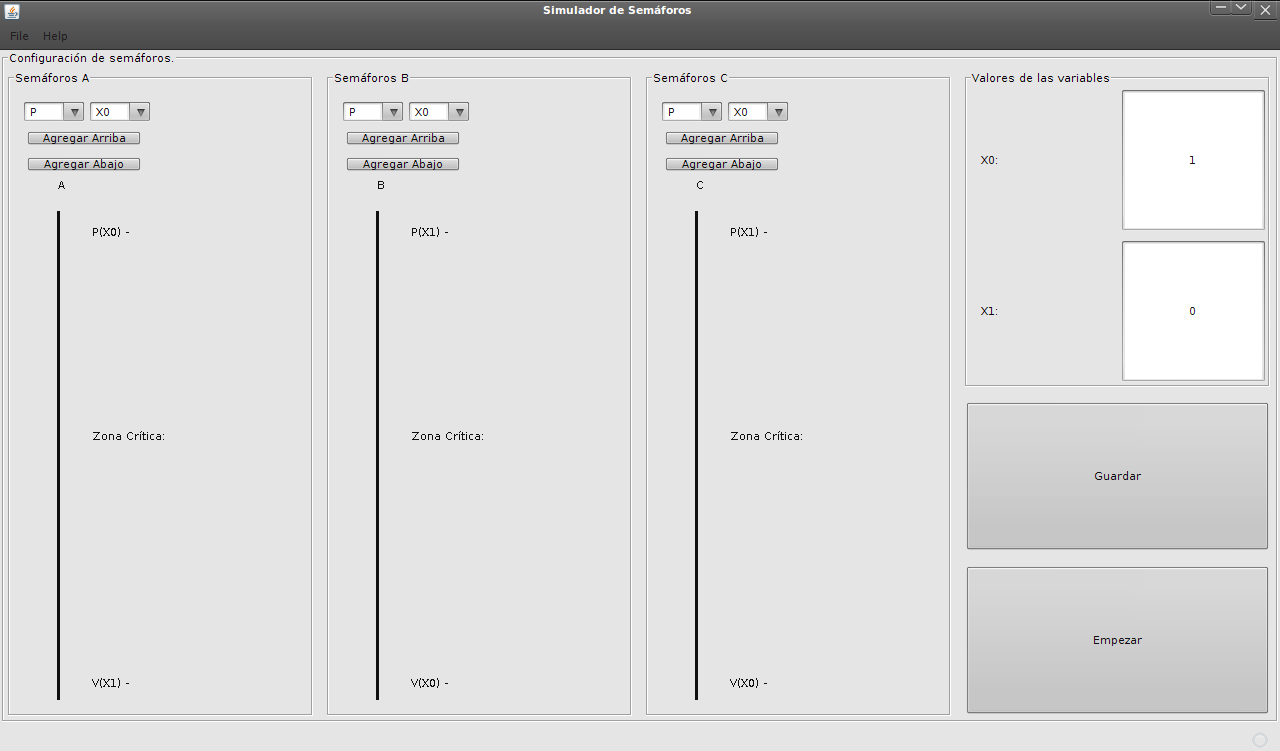 Simulador de Semáforos
File Help
Configuración de semáforos.
Semáforos A
P X0
Agregar Arriba
Agregar Abajo
A
P(X0) -
Zona Crítica:
V(X1) -
Semáforos B
P X0
Agregar Arriba
Agregar Abajo
B
P(X1) -
Zona Crítica:
V(X0) -
Semáforos C
P X0
Agregar Arriba
Agregar Abajo
C
P(X1) -
Zona Crítica:
V(X0) -
Valores de las variables
X0: 1
X1: 0
Guardar
Empezar